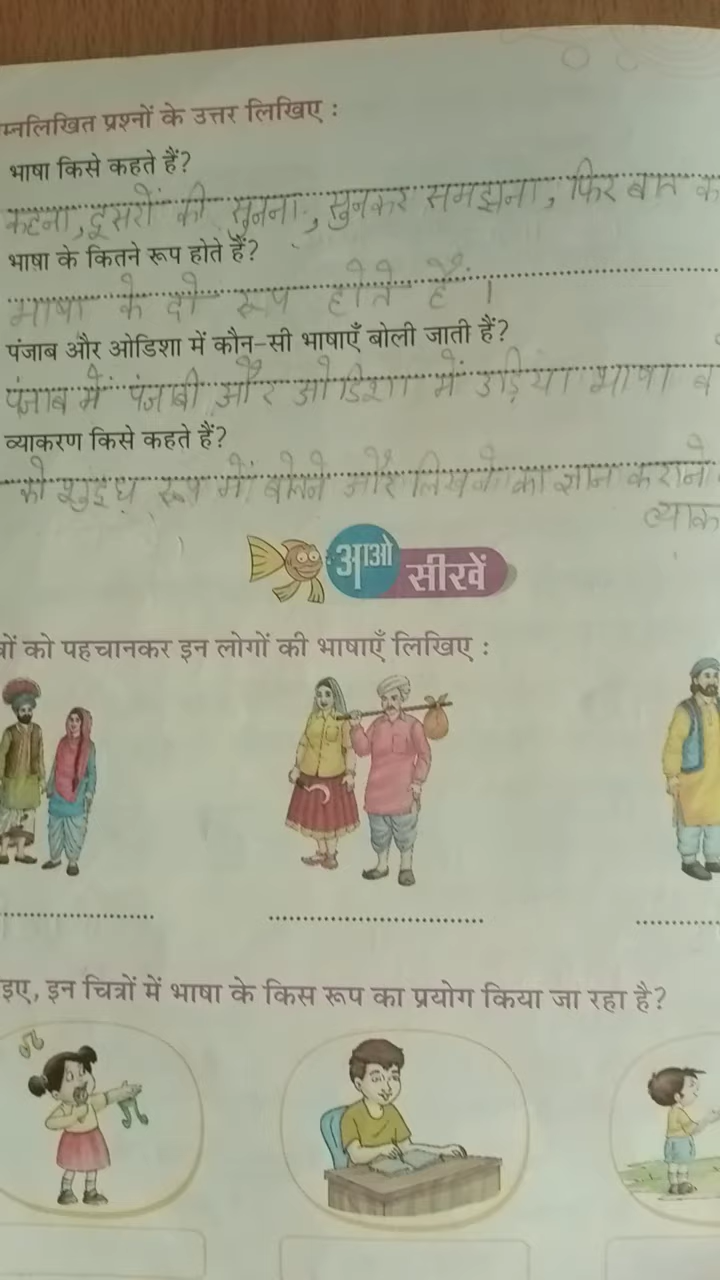 म्नलिखित प्रश्नों के उत्तर लिखिए :
भाषा किसे कहते हैं?
कहना, दूसरों की सुनना, सुनकर समझना, फिर बात क
भाषा के कितने रूप होते हैं?
भाषा के दो रूप होते हैं।
पंजाब और ओडिशा में कौन-सी भाषाएँ बोली जाती हैं?
पंजाब में पंजाबी और ओडिशा में उड़िया भाषा ब
व्याकरण किसे कहते हैं?
को शुद्ध रूप में बोलने और लिखने का ज्ञान कराने
व्याक
आओ सीखें
ों को पहचानकर इन लोगों की भाषाएँ लिखिए :
इए, इन चित्रों में भाषा के किस रूप का प्रयोग किया जा रहा है?